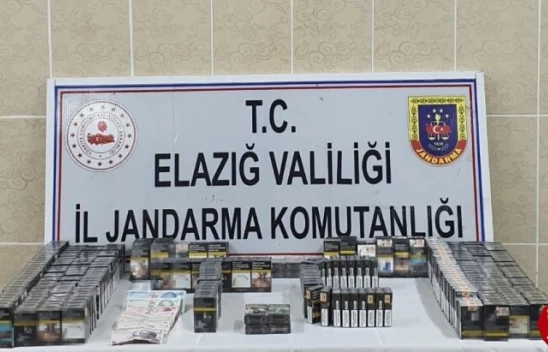 T.C.
ELAZIĞ VALİLİĞİ
İL JANDARMA KOMUTANLIĞI
JANDARMA